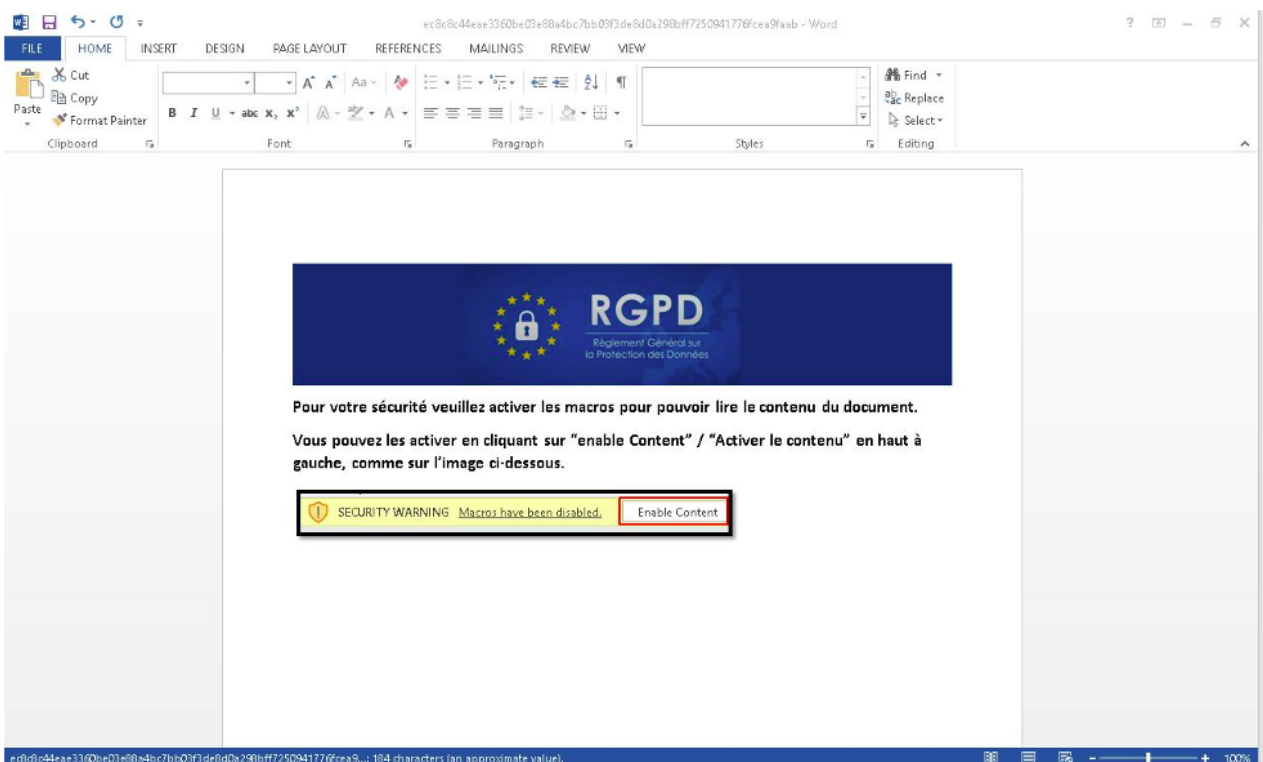 ec8c8c44eae3360be03e88a4bc7bb03f3de8d0a298bff7250941776fcea9faab - Word
FILE HOME INSERT DESIGN PAGE LAYOUT REFERENCES MAILINGS REVIEW VIEW
Cut
Copy
Paste
Format Painter
Find
Replace
Select
Clipboard Font Paragraph Styles Editing
RGPD
Règlement Général sur
la Protection des Données
Pour votre sécurité veuillez activer les macros pour pouvoir lire le contenu du document.
Vous pouvez les activer en cliquant sur “enable Content” / “Activer le contenu” en haut à
gauche, comme sur l’image ci-dessous.
SECURITY WARNING Macros have been disabled. Enable Content
ec8c8c44eae3360be03e88a4bc7bb03f3de8d0a298bff7250941776fcea9...: 184 characters (an approximate value). 100%